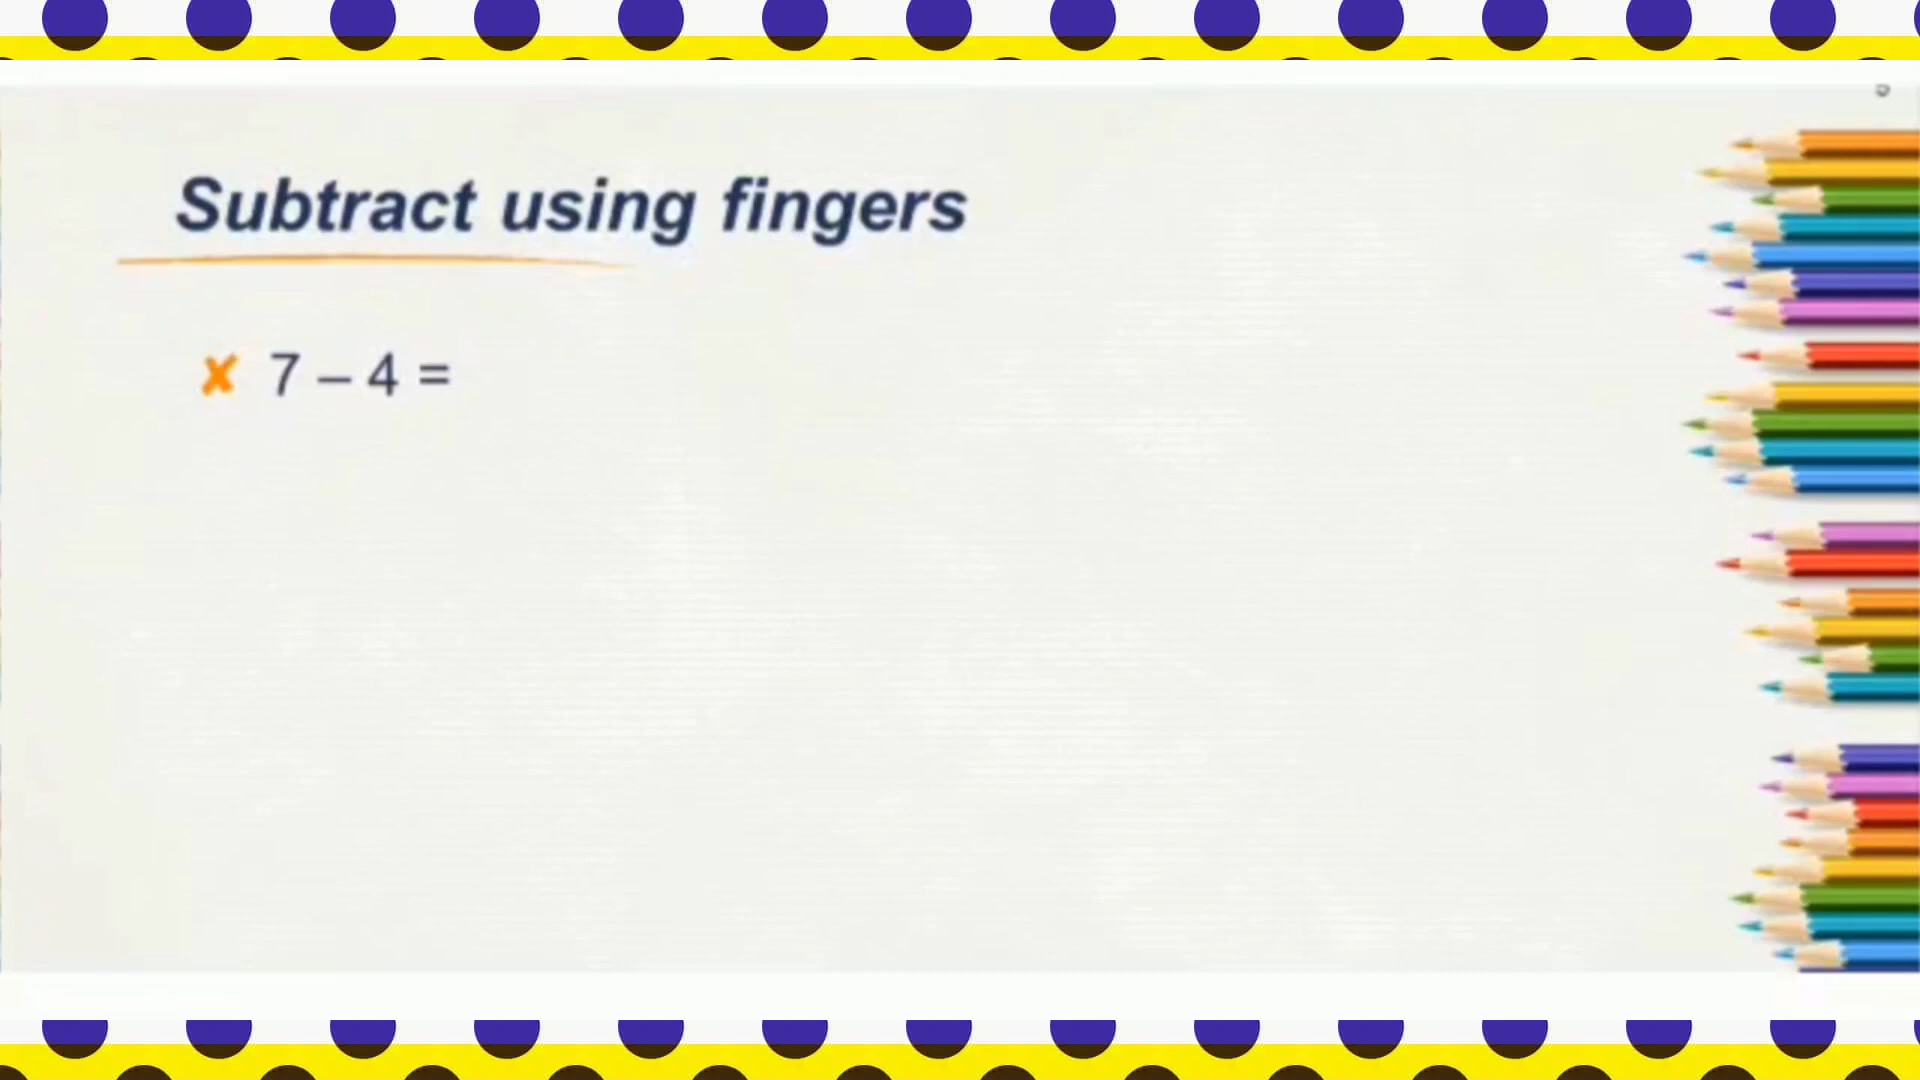 Subtract using fingers
✘ 7 – 4 =